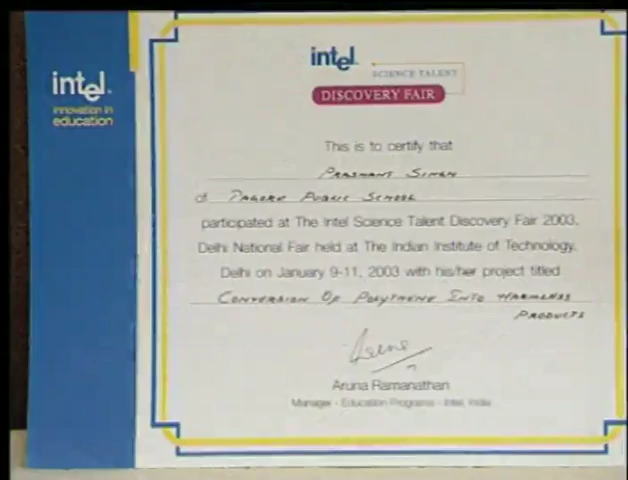 intel.
innovation in
education
intel.
SCIENCE TALENT
DISCOVERY FAIR
This is to certify that
PRASHANT SINGH
of TAGORE PUBLIC SCHOOL
participated at The Intel Science Talent Discovery Fair 2003,
Delhi National Fair held at The Indian Institute of Technology,
Delhi on January 9-11, 2003 with his/her project titled
CONVERSION OF POLYTHENE INTO HARMLESS
PRODUCTS
Aruna Ramanathan
Manager - Education Programs - Intel, India